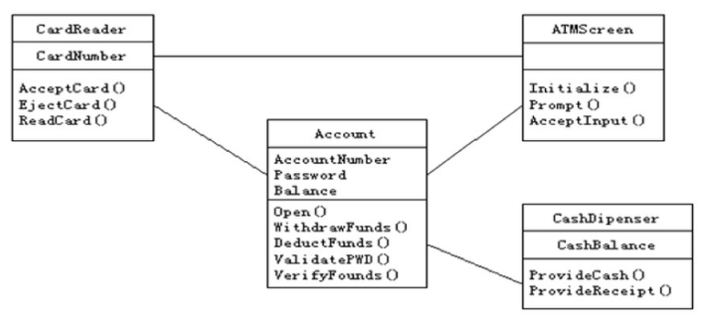 CardReader
CardNumber
AcceptCard()
EjectCard()
ReadCard()
ATMScreen
Initialize()
Prompt()
AcceptInput()
Account
AccountNumber
Password
Balance
Open()
WithdrawFunds()
DeductFunds()
ValidatePWD()
VerifyFounds()
CashDipenser
CashBalance
ProvideCash()
ProvideReceipt()